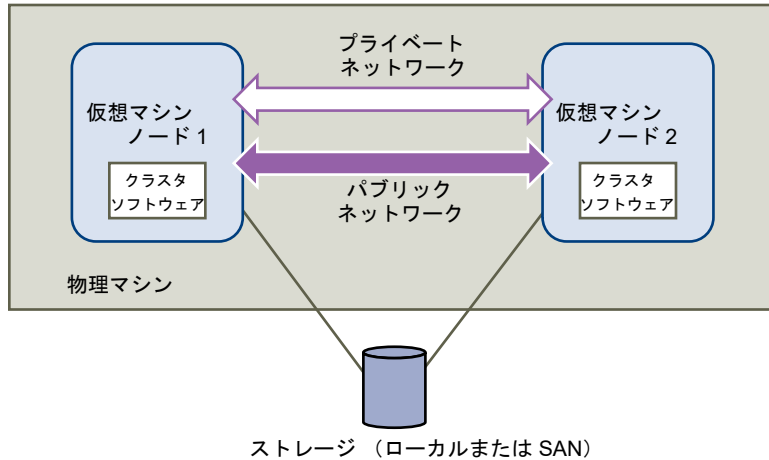 プライベート
ネットワーク
仮想マシン
ノード 1
仮想マシン
ノード 2
クラスタ
ソフトウェア
クラスタ
ソフトウェア
パブリック
ネットワーク
物理マシン
ストレージ （ローカルまたは SAN）